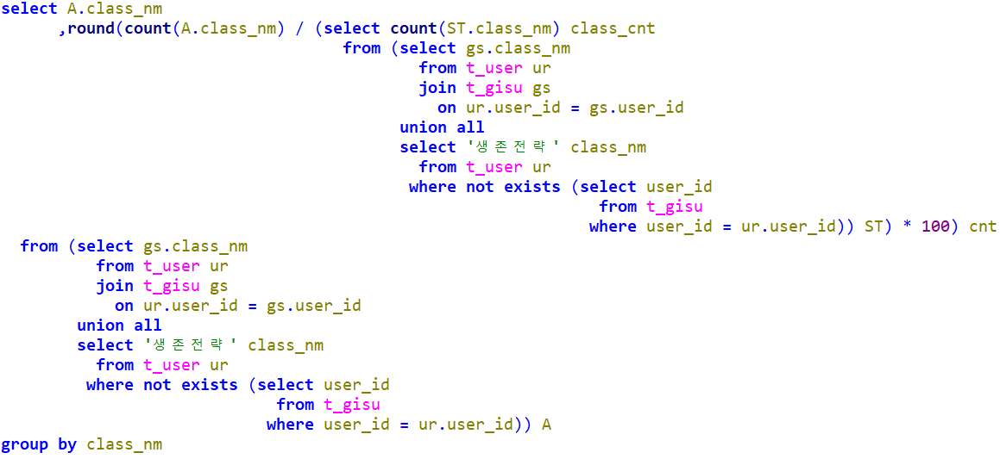 select A.class_nm
,round(count(A.class_nm) / (select count(ST.class_nm) class_cnt
from (select gs.class_nm
from t_user ur
join t_gisu gs
on ur.user_id = gs.user_id
union all
select '생존전략' class_nm
from t_user ur
where not exists (select user_id
from t_gisu
where user_id = ur.user_id)) ST) * 100) cnt
from (select gs.class_nm
from t_user ur
join t_gisu gs
on ur.user_id = gs.user_id
union all
select '생존전략' class_nm
from t_user ur
where not exists (select user_id
from t_gisu
where user_id = ur.user_id)) A
group by class_nm